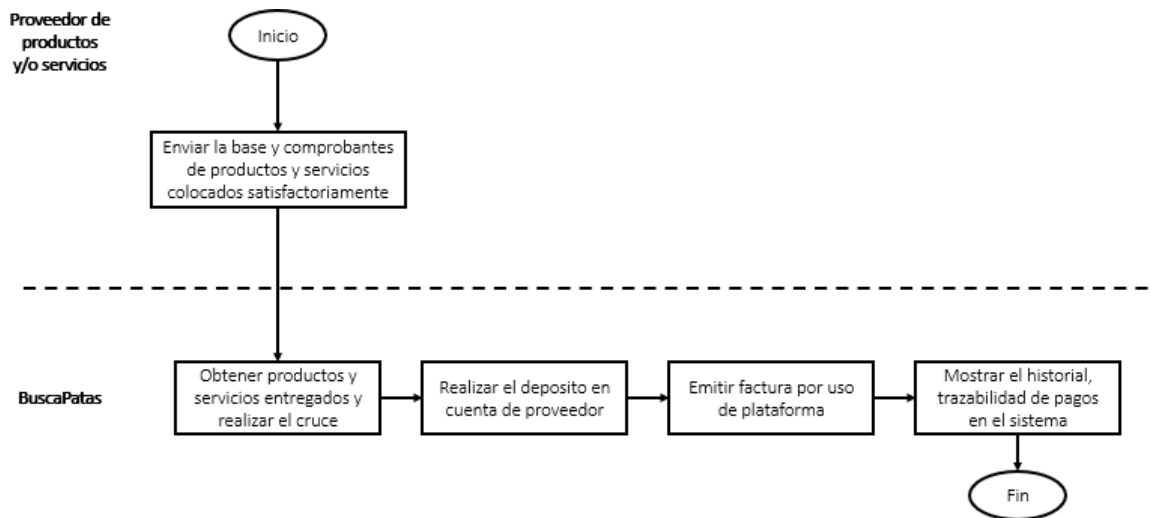 Proveedor de
productos
y/o servicios
Inicio
Enviar la base y comprobantes
de productos y servicios
colocados satisfactoriamente
BuscaPatas
Obtener productos y
servicios entregados y
realizar el cruce
Realizar el deposito en
cuenta de proveedor
Emitir factura por uso
de plataforma
Mostrar el historial,
trazabilidad de pagos
en el sistema
Fin